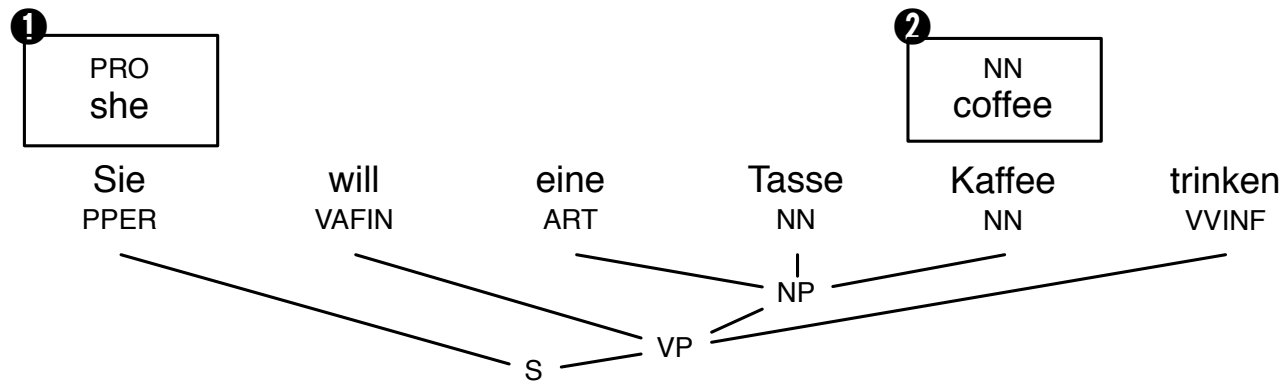 1 2
PRO NN
she coffee
Sie will eine Tasse Kaffee trinken
PPER VAFIN ART NN NN VVINF
NP
VP
S